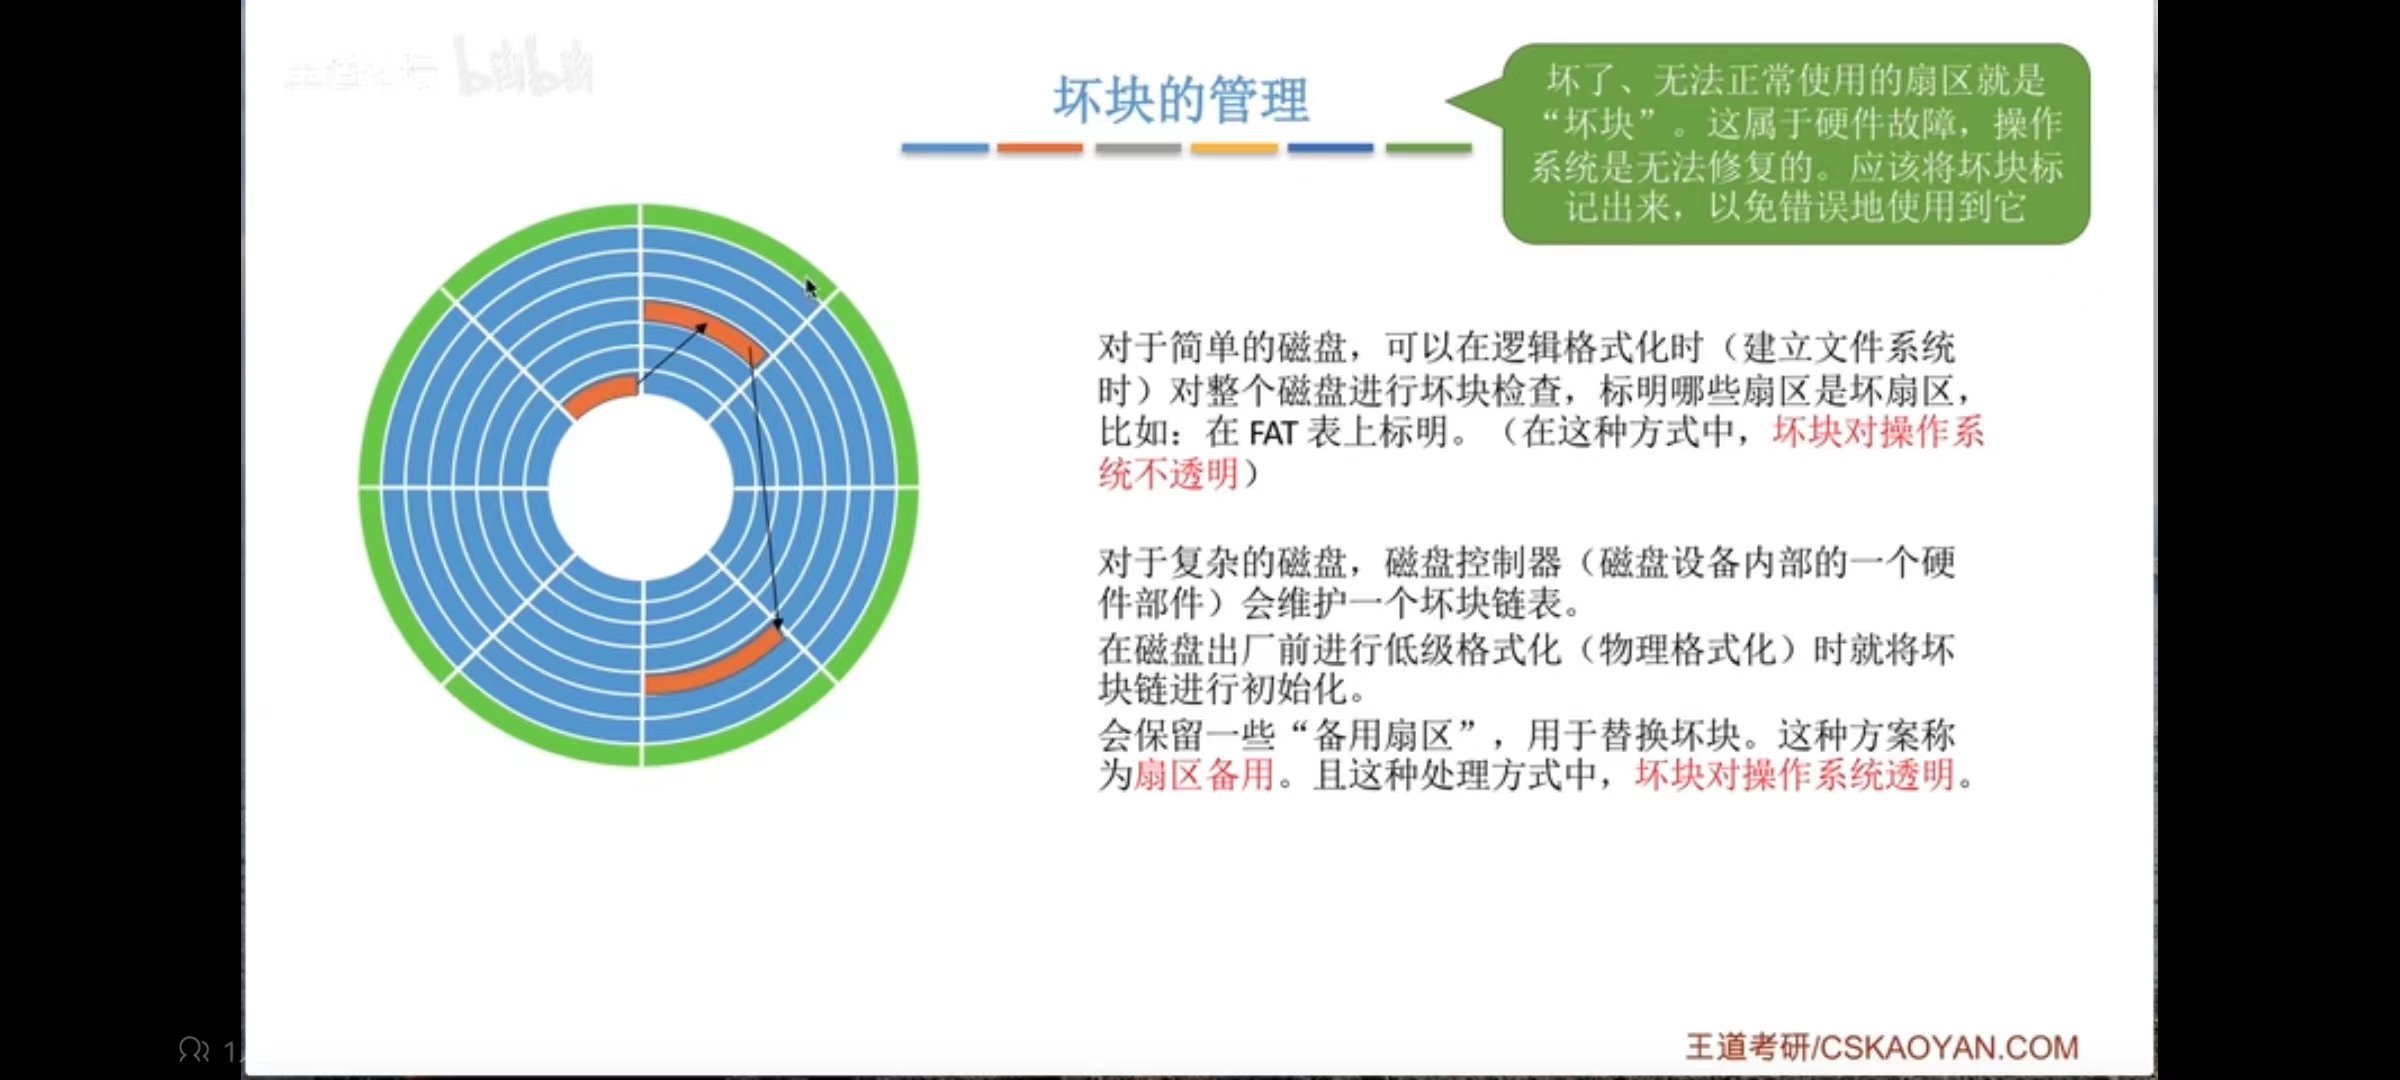 坏块的管理
坏了、无法正常使用的扇区就是
“坏块”。这属于硬件故障，操作
系统是无法修复的。应该将坏块标
记出来，以免错误地使用到它
对于简单的磁盘，可以在逻辑格式化时（建立文件系统
时）对整个磁盘进行坏块检查，标明哪些扇区是坏扇区，
比如：在 FAT 表上标明。（在这种方式中，坏块对操作系
统不透明）
对于复杂的磁盘，磁盘控制器（磁盘设备内部的一个硬
件部件）会维护一个坏块链表。
在磁盘出厂前进行低级格式化（物理格式化）时就将坏
块链进行初始化。
会保留一些“备用扇区”，用于替换坏块。这种方案称
为扇区备用。且这种处理方式中，坏块对操作系统透明。
王道考研/CSKAOYAN.COM